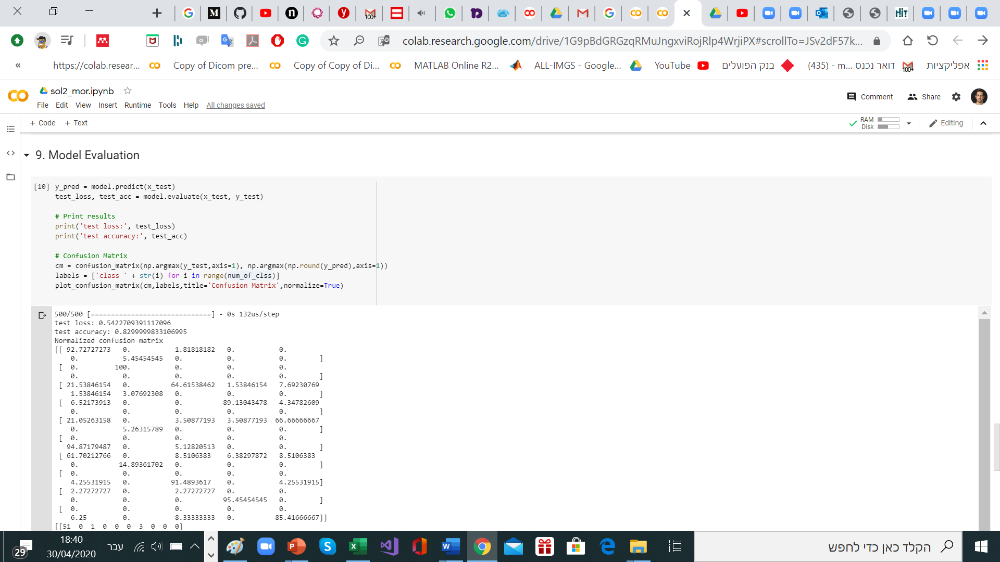 colab.research.google.com/drive/1G9pBdGRGzqRMuJngxviRojRlp4WrjiPX#scrollTo=JSv2dF57k...
« https://colab.resear... Copy of Dicom pre... Copy of Copy of Di... MATLAB Online R2... ALL-IMGS - Google... YouTube בנק הפועלים דואר נכנס (435) - m... אפליקציות
sol2_mor.ipynb
File Edit View Insert Runtime Tools Help All changes saved
Comment Share
+ Code + Text
RAM
Disk
Editing
9. Model Evaluation
[10] y_pred = model.predict(x_test)
test_loss, test_acc = model.evaluate(x_test, y_test)
# Print results
print('test loss:', test_loss)
print('test accuracy:', test_acc)
# Confusion Matrix
cm = confusion_matrix(np.argmax(y_test,axis=1), np.argmax(np.round(y_pred),axis=1))
labels = ['class ' + str(i) for i in range(num_of_clss)]
plot_confusion_matrix(cm,labels,title='Confusion Matrix',normalize=True)
500/500 [==============================] - 0s 132us/step
test loss: 0.5422709391117096
test accuracy: 0.8299999833106995
Normalized confusion matrix
[[ 92.72727273 0. 1.81818182 0. 0.
0. 5.45454545 0. 0. 0. ]
[ 0. 100. 0. 0. 0.
0. 0. 0. 0. 0. ]
[ 21.53846154 0. 64.61538462 1.53846154 7.69230769
1.53846154 3.07692308 0. 0. 0. ]
[ 6.52173913 0. 0. 89.13043478 4.34782609
0. 0. 0. 0. 0. ]
[ 21.05263158 0. 3.50877193 3.50877193 66.66666667
0. 5.26315789 0. 0. 0. ]
[ 0. 0. 0. 0. 0.
94.87179487 0. 5.12820513 0. 0. ]
[ 61.70212766 0. 8.5106383 6.38297872 8.5106383
0. 14.89361702 0. 0. 0. ]
[ 0. 0. 0. 0. 0.
4.25531915 0. 91.4893617 0. 4.25531915]
[ 2.27272727 0. 2.27272727 0. 0.
0. 0. 0. 95.45454545 0. ]
[ 0. 0. 0. 0. 0.
6.25 0. 8.33333333 0. 85.41666667]]
[[51 0 1 0 0 0 3 0 0 0]
29
18:40
30/04/2020
עבר
הקלד כאן כדי לחפש